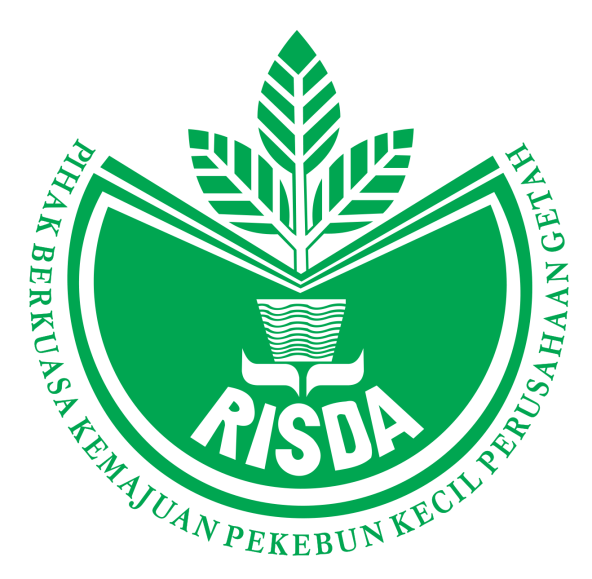 RISDA
PIHAK BERKUASA KEMAJUAN PEKEBUN KECIL PERUSAHAAN GETAH